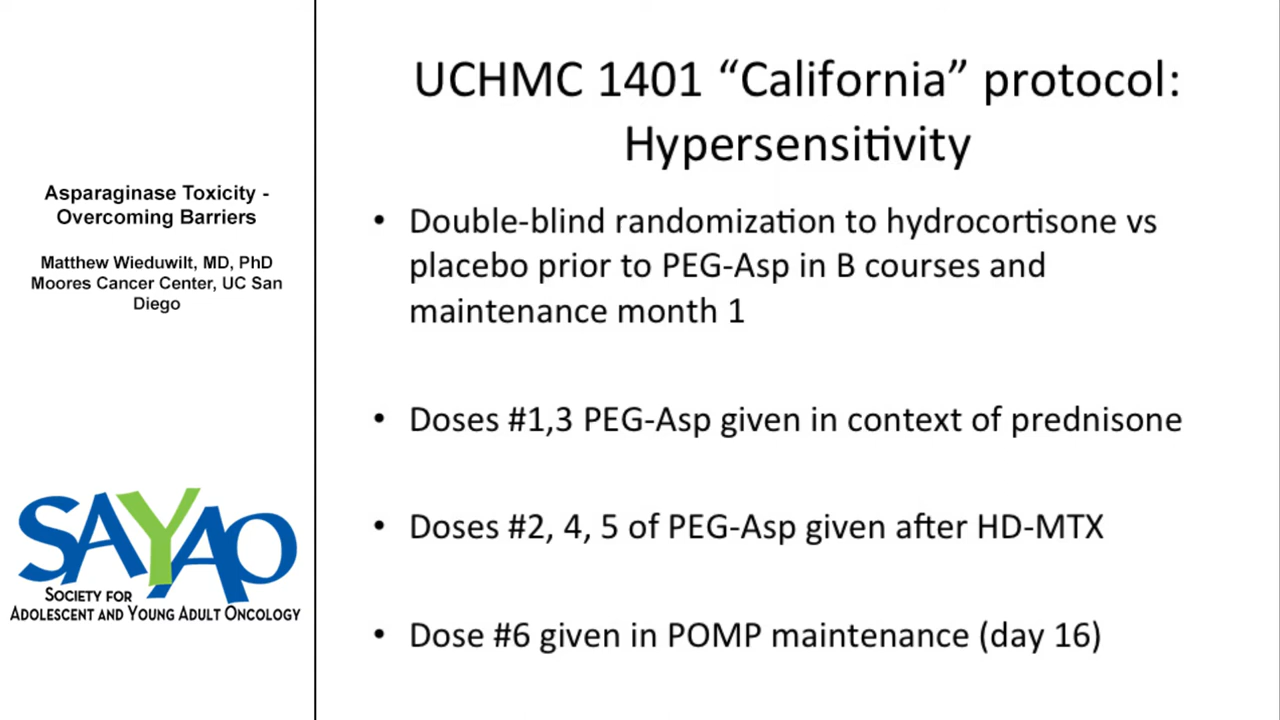 Asparaginase Toxicity -
Overcoming Barriers
Matthew Wieduwilt, MD, PhD
Moores Cancer Center, UC San
Diego
SAYAO
SOCIETY FOR
ADOLESCENT AND YOUNG ADULT ONCOLOGY
UCHMC 1401 “California” protocol:
Hypersensitivity
• Double-blind randomization to hydrocortisone vs
placebo prior to PEG-Asp in B courses and
maintenance month 1
• Doses #1,3 PEG-Asp given in context of prednisone
• Doses #2, 4, 5 of PEG-Asp given after HD-MTX
• Dose #6 given in POMP maintenance (day 16)